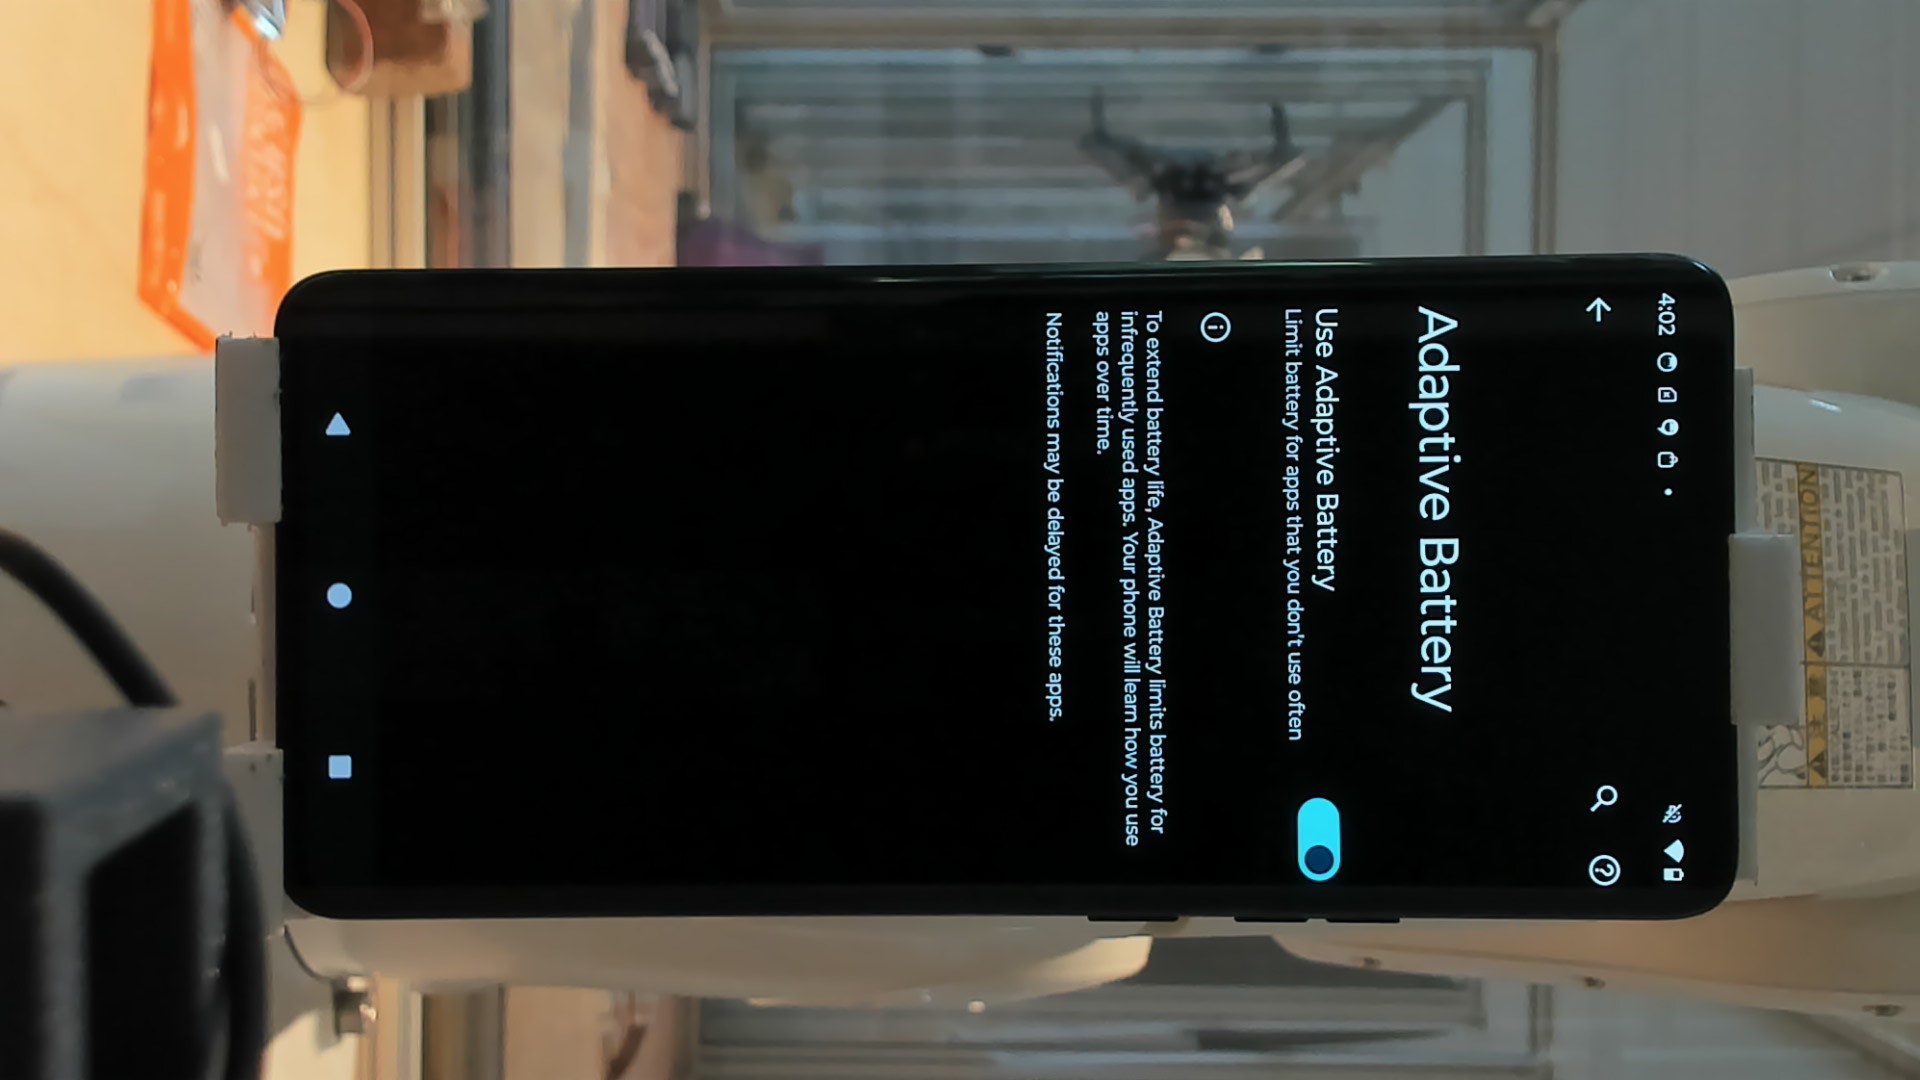 4:02
Adaptive Battery
Use Adaptive Battery
Limit battery for apps that you don't use often
To extend battery life, Adaptive Battery limits battery for
infrequently used apps. Your phone will learn how you use
apps over time.
Notifications may be delayed for these apps.